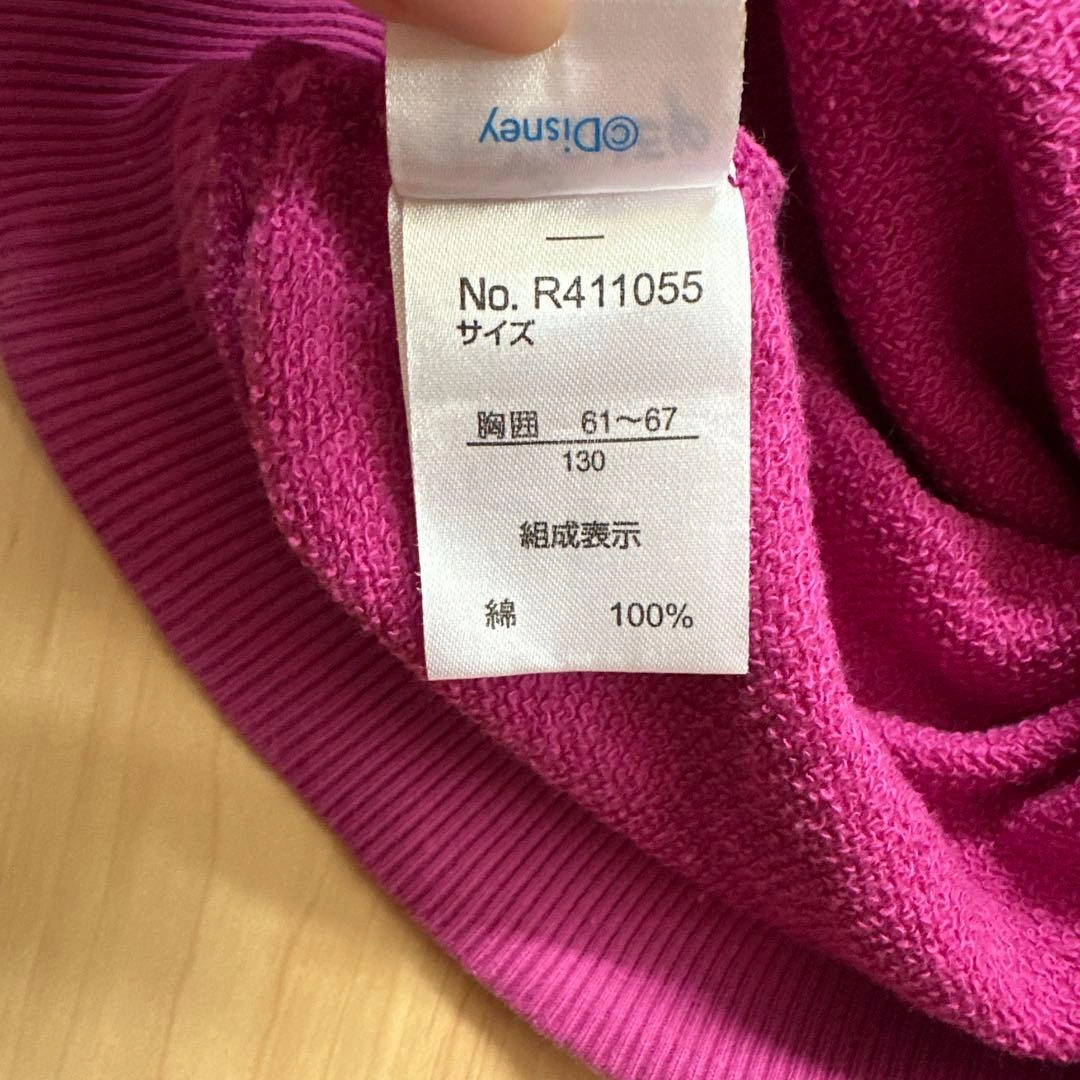 ©Disney
No. R411055
サイズ
胸囲 61〜67
130
組成表示
綿 100%